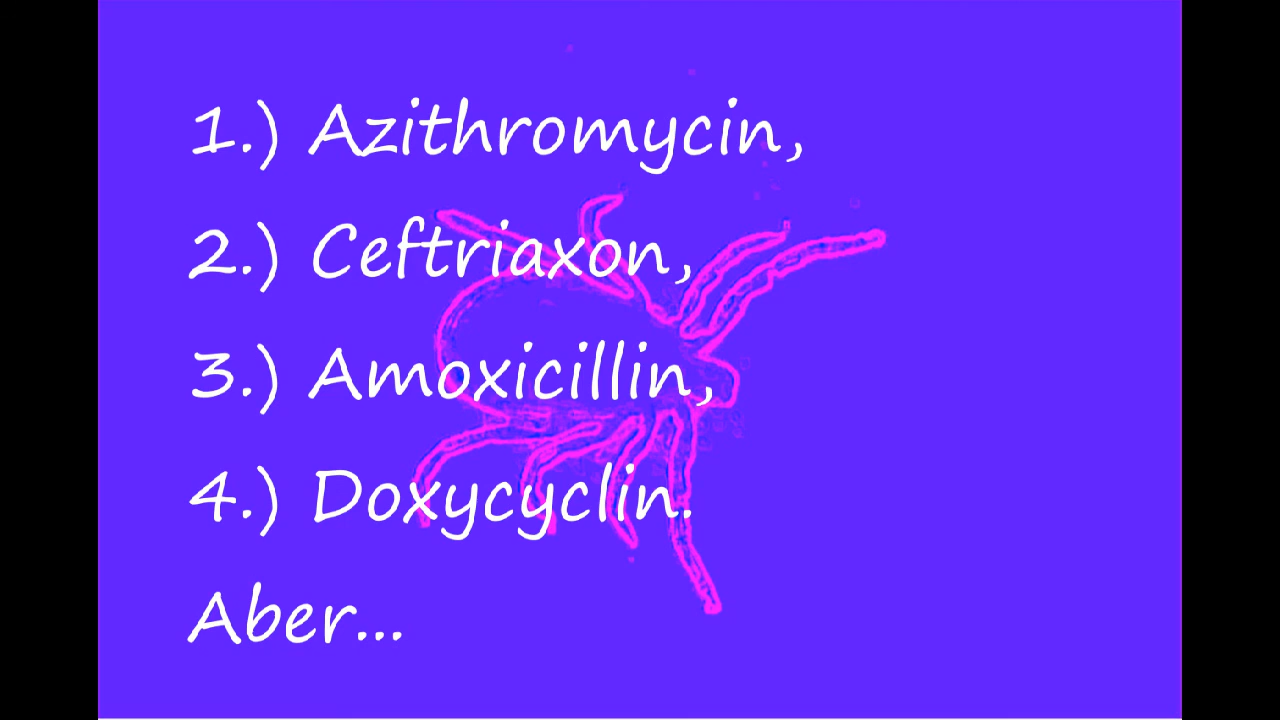 1.) Azithromycin,
2.) Ceftriaxon,
3.) Amoxicillin,
4.) Doxycyclin.
Aber...